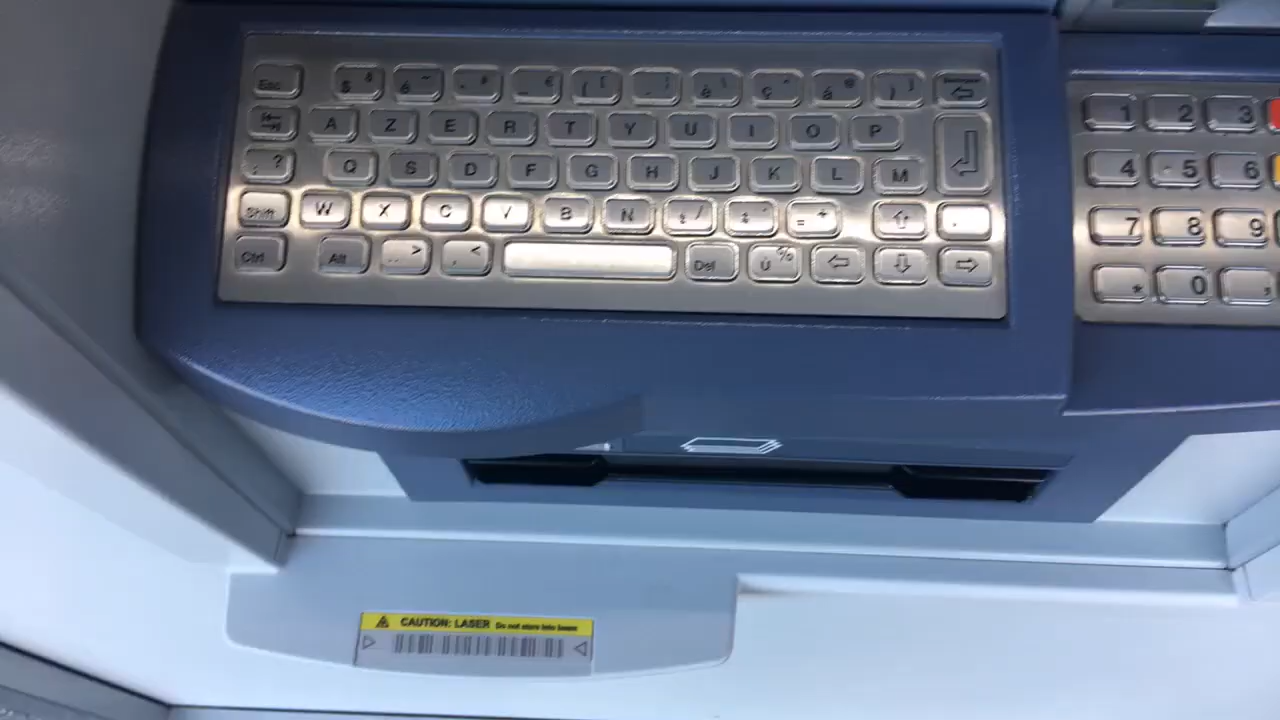 Esc $ é _ € ( [ è \ ç ^ )
A Z E R T Y U I O P
? Q S D F G H J K L M
Shift W X C V B N /
Ctrl Alt > < Del ù %
1 2 3
4 5 6
7 8 9
* 0 ,
CAUTION: LASER Do not stare into beam